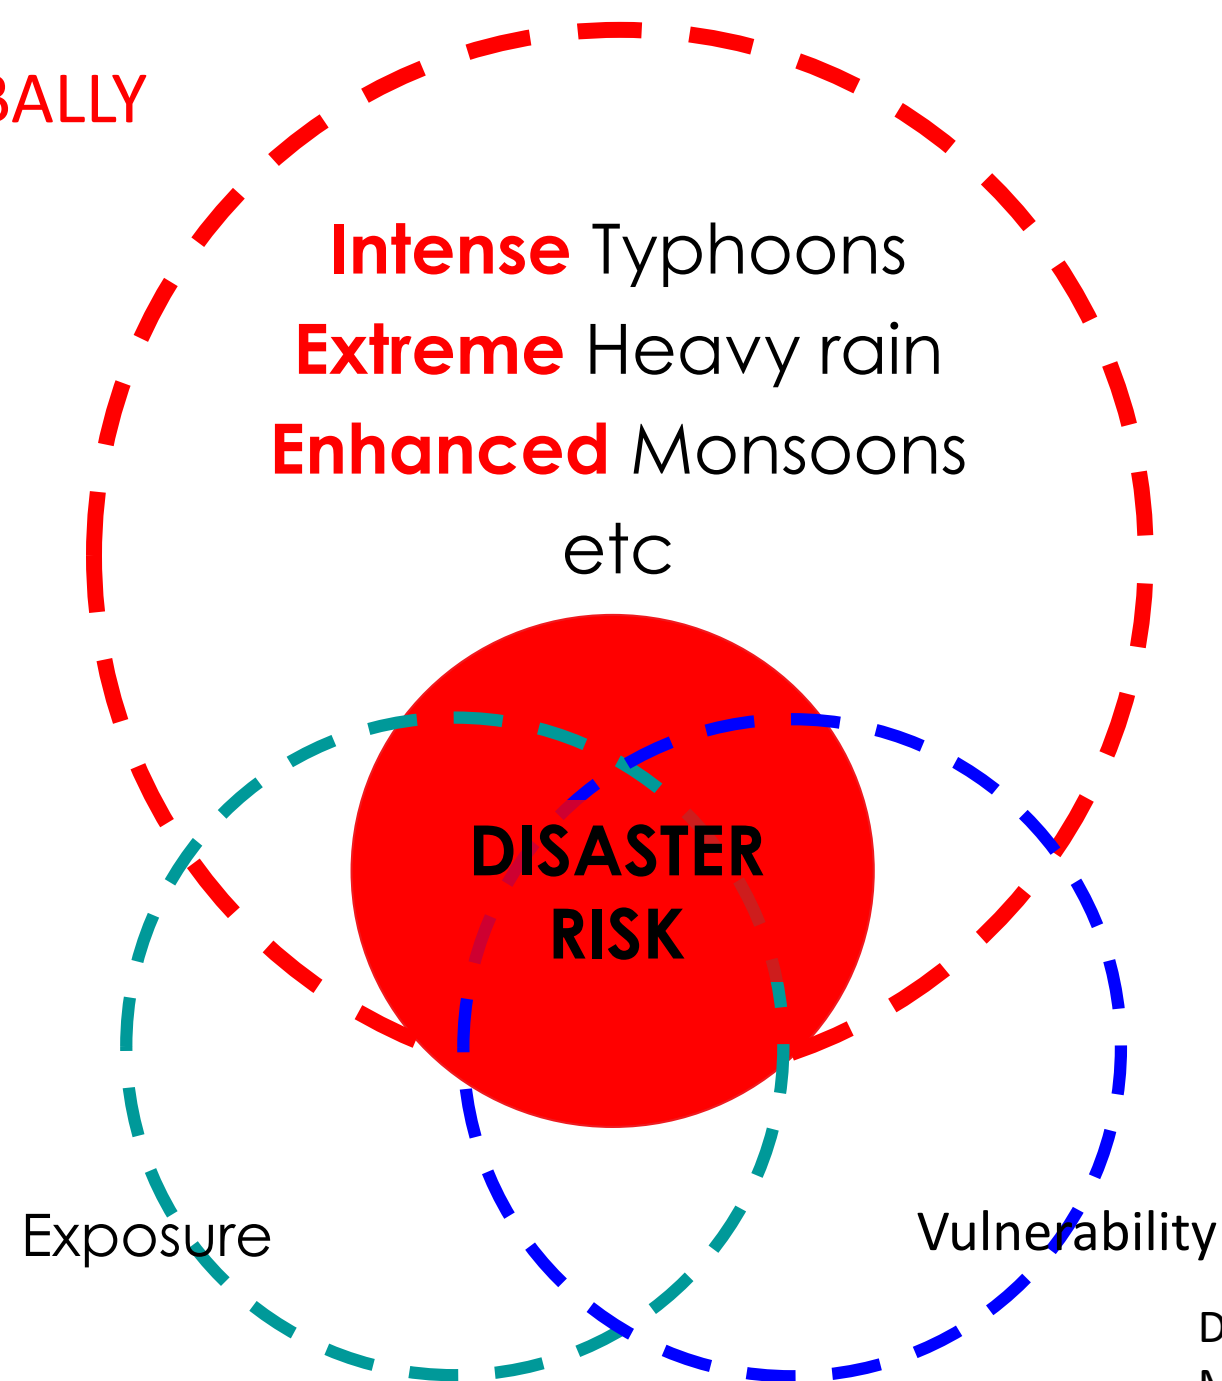 BALLY
Intense Typhoons
Extreme Heavy rain
Enhanced Monsoons
etc
DISASTER
RISK
Exposure
Vulnerability